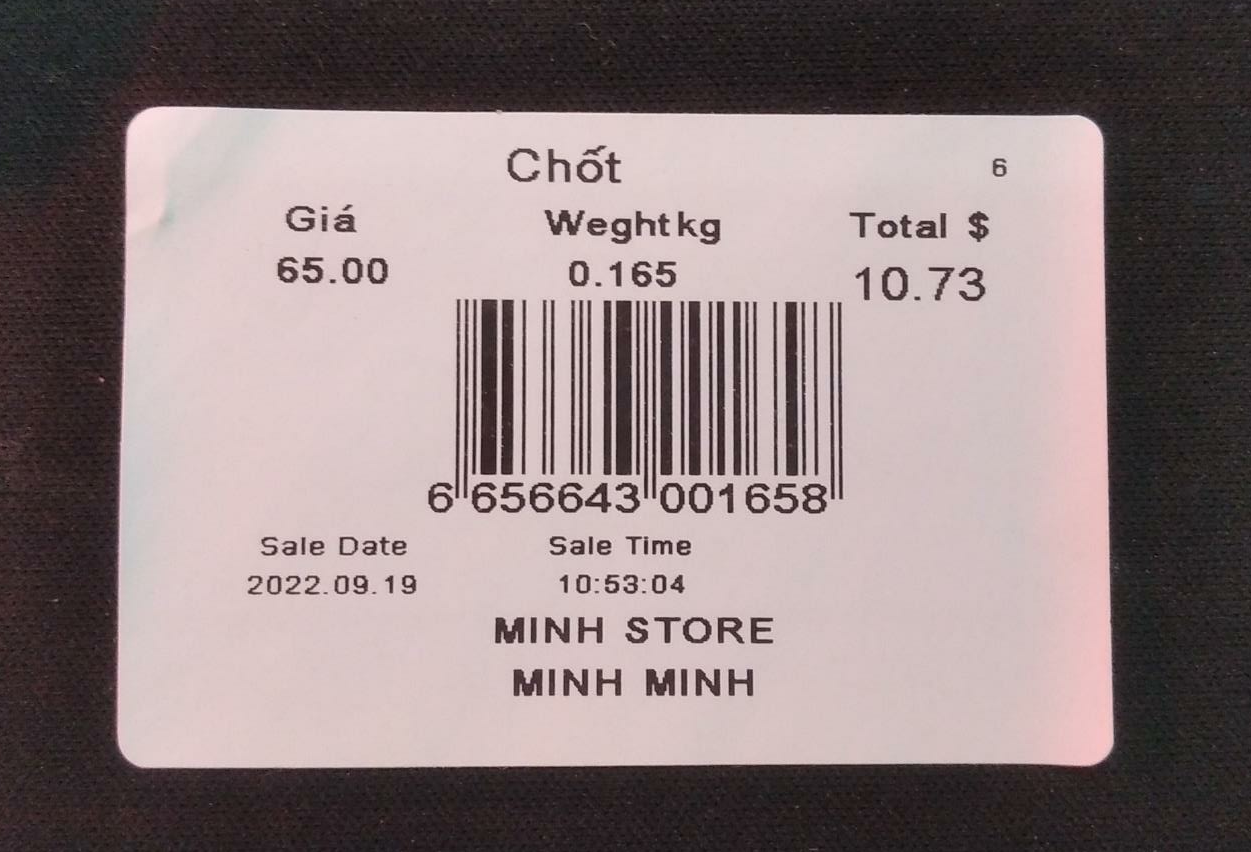 Chốt 6
Giá Weghtkg Total $
65.00 0.165 10.73
6 656643 001658
Sale Date Sale Time
2022.09.19 10:53:04
MINH STORE
MINH MINH